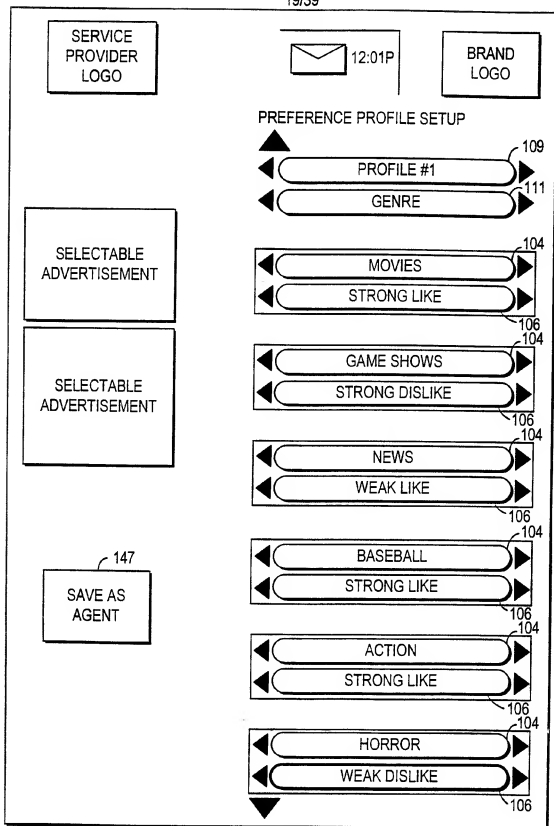 19/39
SERVICE
PROVIDER
LOGO
12:01P
BRAND
LOGO
PREFERENCE PROFILE SETUP
109
PROFILE #1
111
GENRE
SELECTABLE
ADVERTISEMENT
104
MOVIES
STRONG LIKE
106
SELECTABLE
ADVERTISEMENT
104
GAME SHOWS
STRONG DISLIKE
106
104
NEWS
WEAK LIKE
106
147
SAVE AS
AGENT
104
BASEBALL
STRONG LIKE
106
104
ACTION
STRONG LIKE
106
104
HORROR
WEAK DISLIKE
106